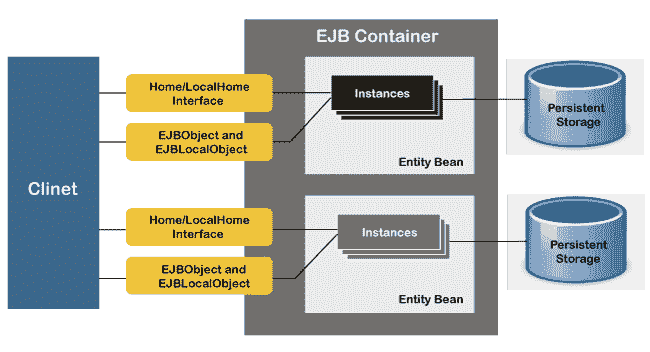 EJB Container
Clinet
Home/LocalHome
Interface
EJBObject and
EJBLocalObject
Instances
Entity Bean
Persistent
Storage
Home/LocalHome
Interface
EJBObject and
EJBLocalObject
Instances
Entity Bean
Persistent
Storage